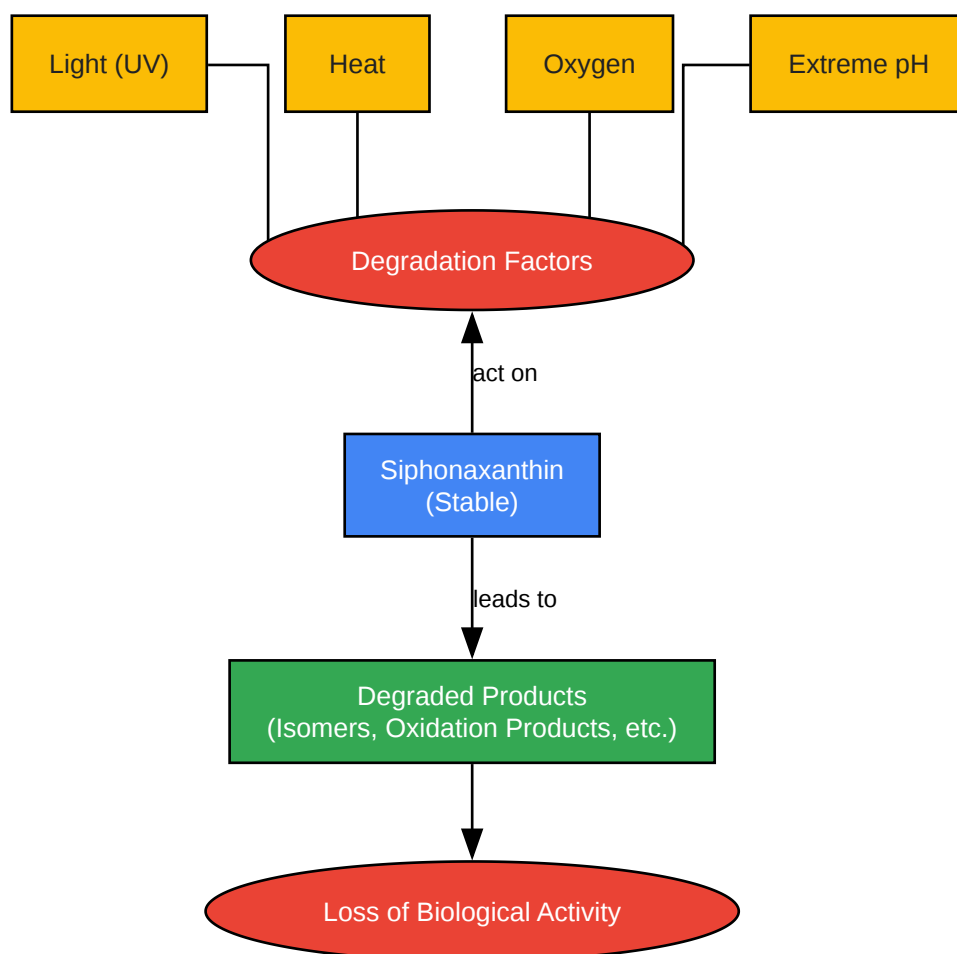 Light (UV)
Heat
Oxygen
Extreme pH
Degradation Factors
act on
Siphonaxanthin
(Stable)
leads to
Degraded Products
(Isomers, Oxidation Products, etc.)
Loss of Biological Activity